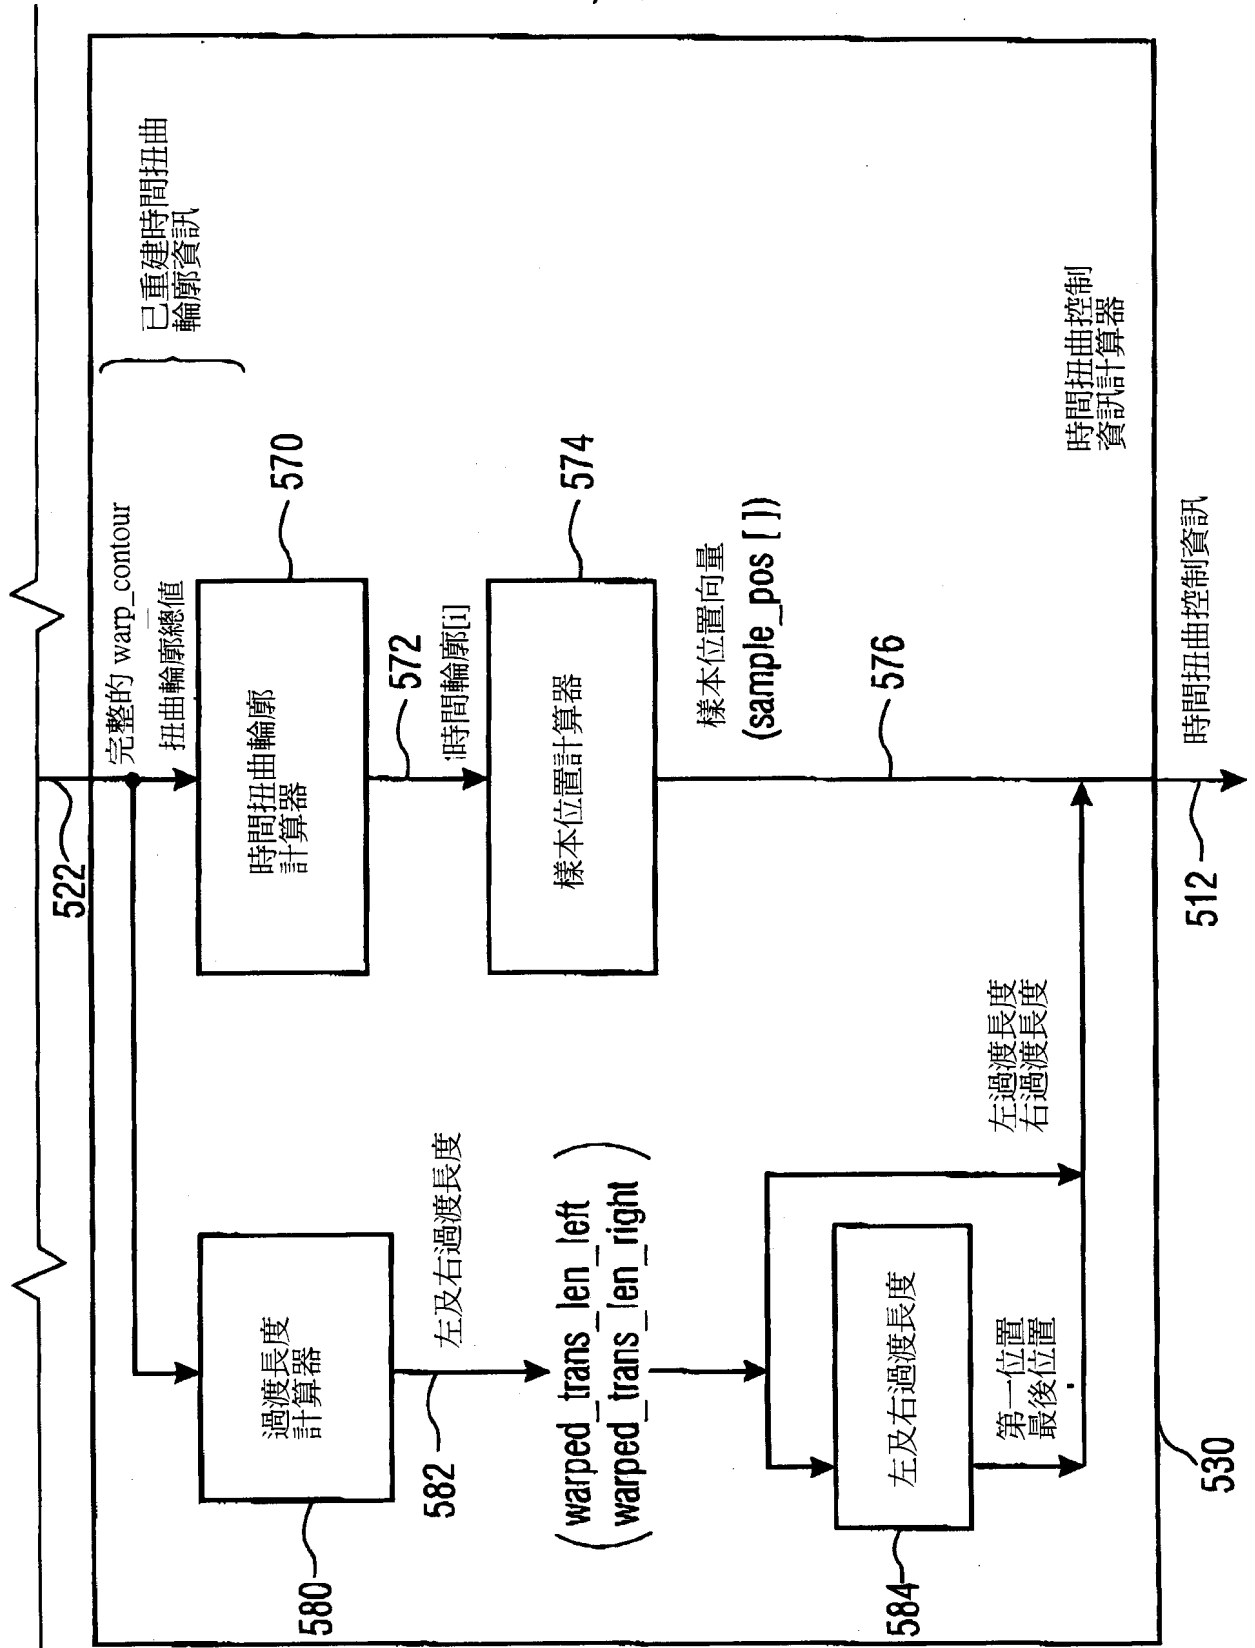 522
完整的 warp_contour
扭曲輪廓總值
已重建時間扭曲
輪廓資訊
時間扭曲輪廓
計算器
570
572
時間輪廓[i]
樣本位置計算器
574
樣本位置向量
(sample_pos [ ])
576
過渡長度
計算器
580
582
左及右過渡長度
(warped_trans_len_left
warped_trans_len_right)
左及右過渡長度
584
第一位置
最後位置
左過渡長度
右過渡長度
時間扭曲控制
資訊計算器
530
512
時間扭曲控制資訊